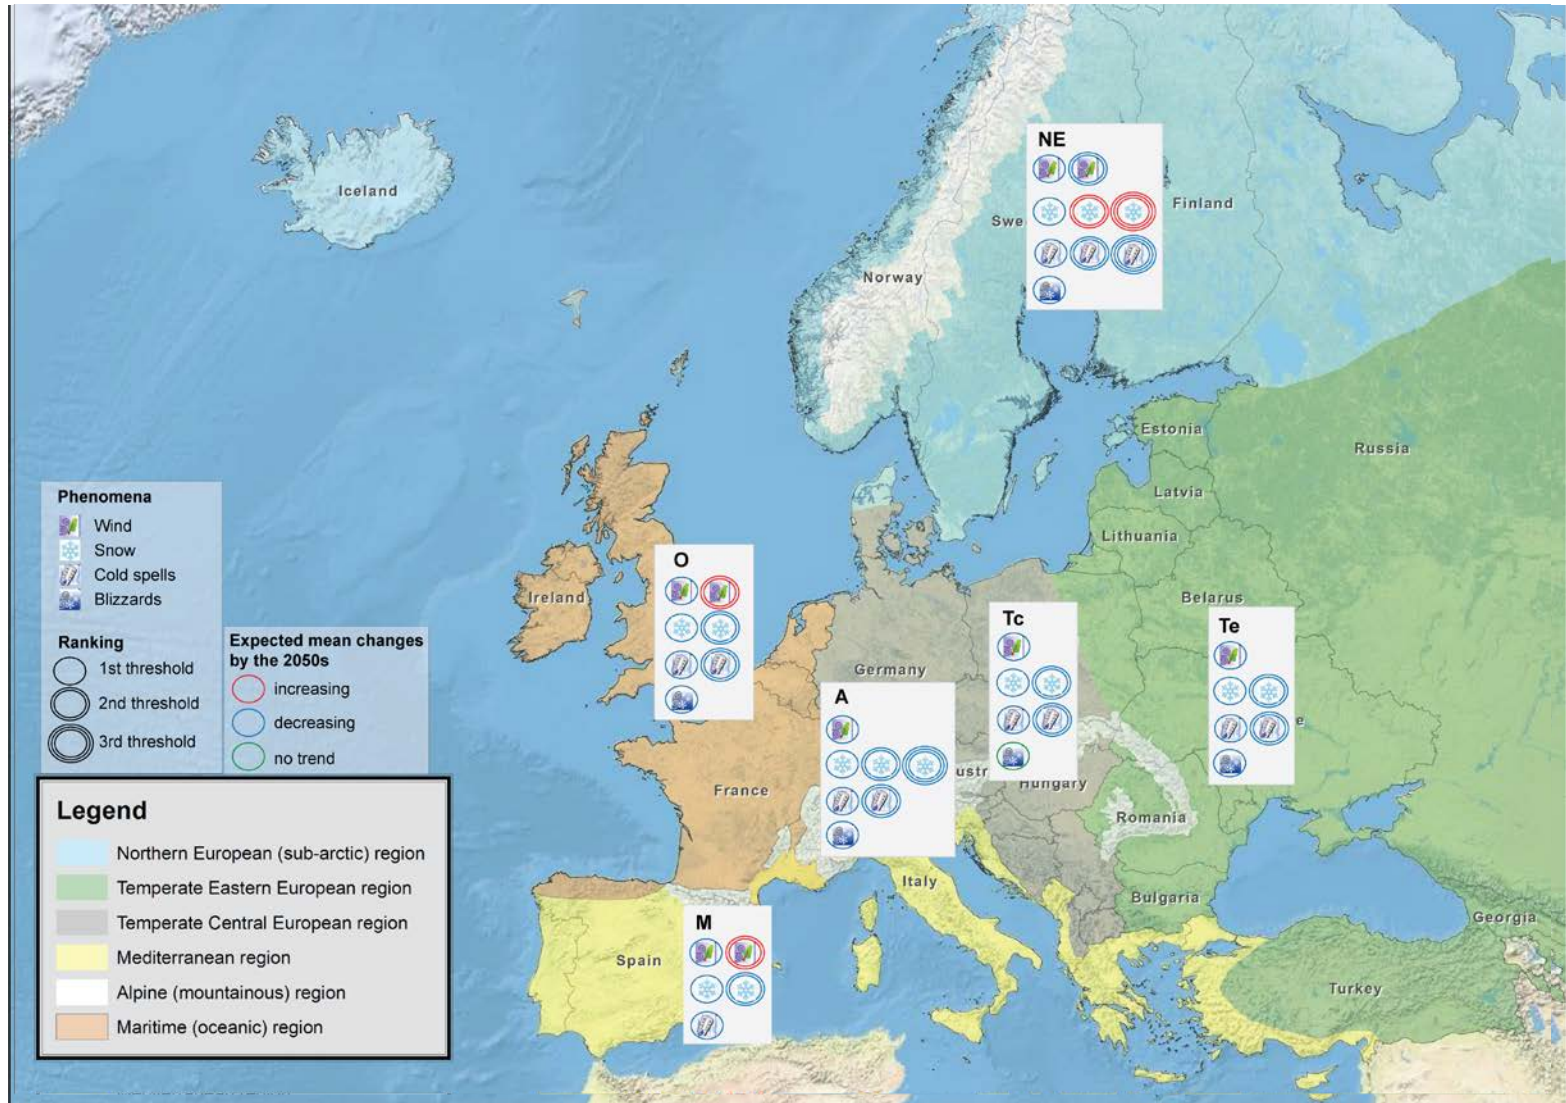 Iceland
NE
Finland
Swe
Norway
Estonia
Russia
Latvia
Lithuania
Belarus
Phenomena
Wind
Snow
Cold spells
Blizzards
Ranking
1st threshold
2nd threshold
3rd threshold
Expected mean changes
by the 2050s
increasing
decreasing
no trend
O
Ireland
Tc
Te
Germany
A
e
ustr
Hungary
France
Romania
Italy
Bulgaria
Georgia
M
Spain
Turkey
Legend
Northern European (sub-arctic) region
Temperate Eastern European region
Temperate Central European region
Mediterranean region
Alpine (mountainous) region
Maritime (oceanic) region